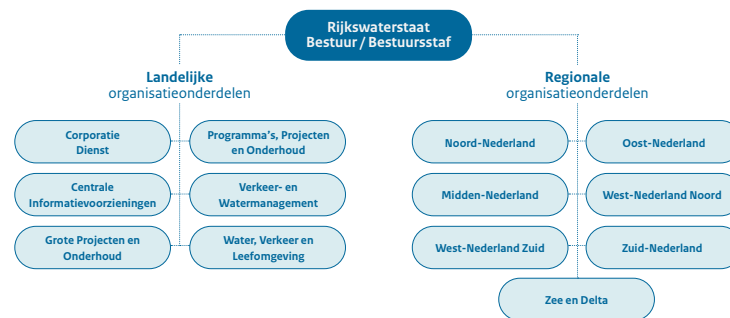 Rijkswaterstaat
Bestuur / Bestuursstaf
Landelijke
organisatieonderdelen
Corporatie
Dienst
Programma's, Projecten
en Onderhoud
Centrale
Informatievoorzieningen
Verkeer- en
Watermanagement
Grote Projecten en
Onderhoud
Water, Verkeer en
Leefomgeving
Regionale
organisatieonderdelen
Noord-Nederland
Oost-Nederland
Midden-Nederland
West-Nederland Noord
West-Nederland Zuid
Zuid-Nederland
Zee en Delta